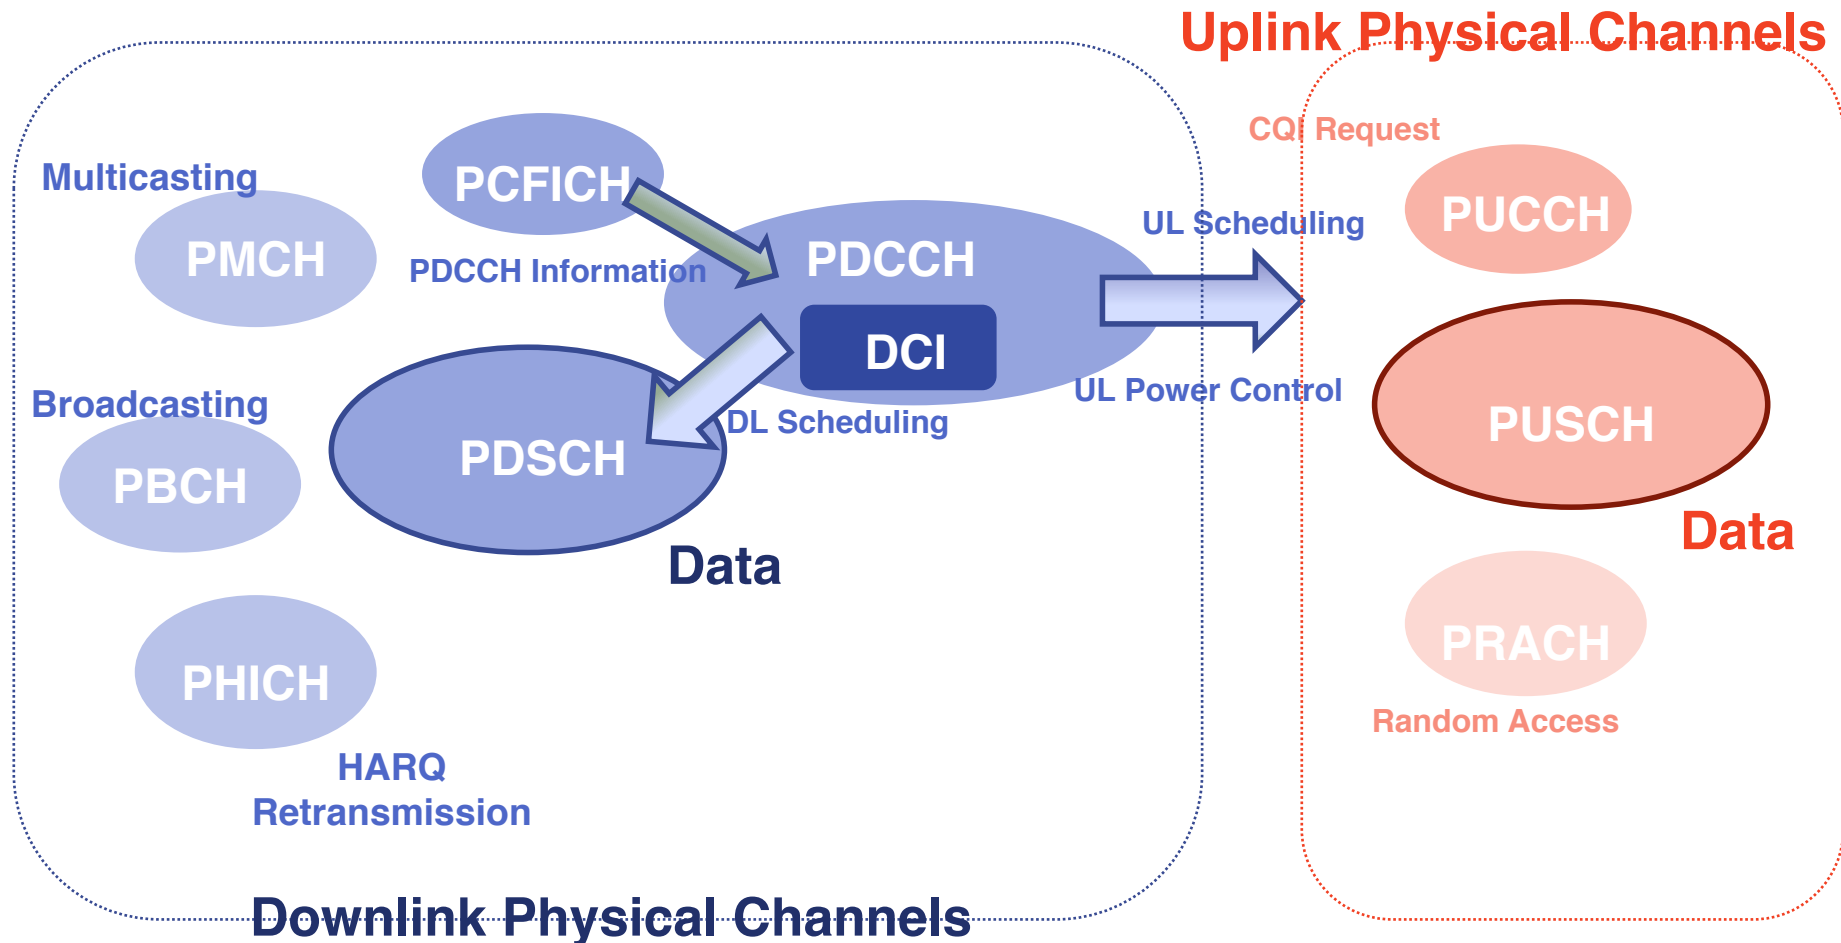 Uplink Physical Channels
CQI Request
Multicasting
PCFICH
PUCCH
UL Scheduling
PMCH
PDCCH Information
PDCCH
DCI
UL Power Control
Broadcasting
DL Scheduling
PUSCH
PDSCH
PBCH
Data
Data
PRACH
PHICH
Random Access
HARQ
Retransmission
Downlink Physical Channels